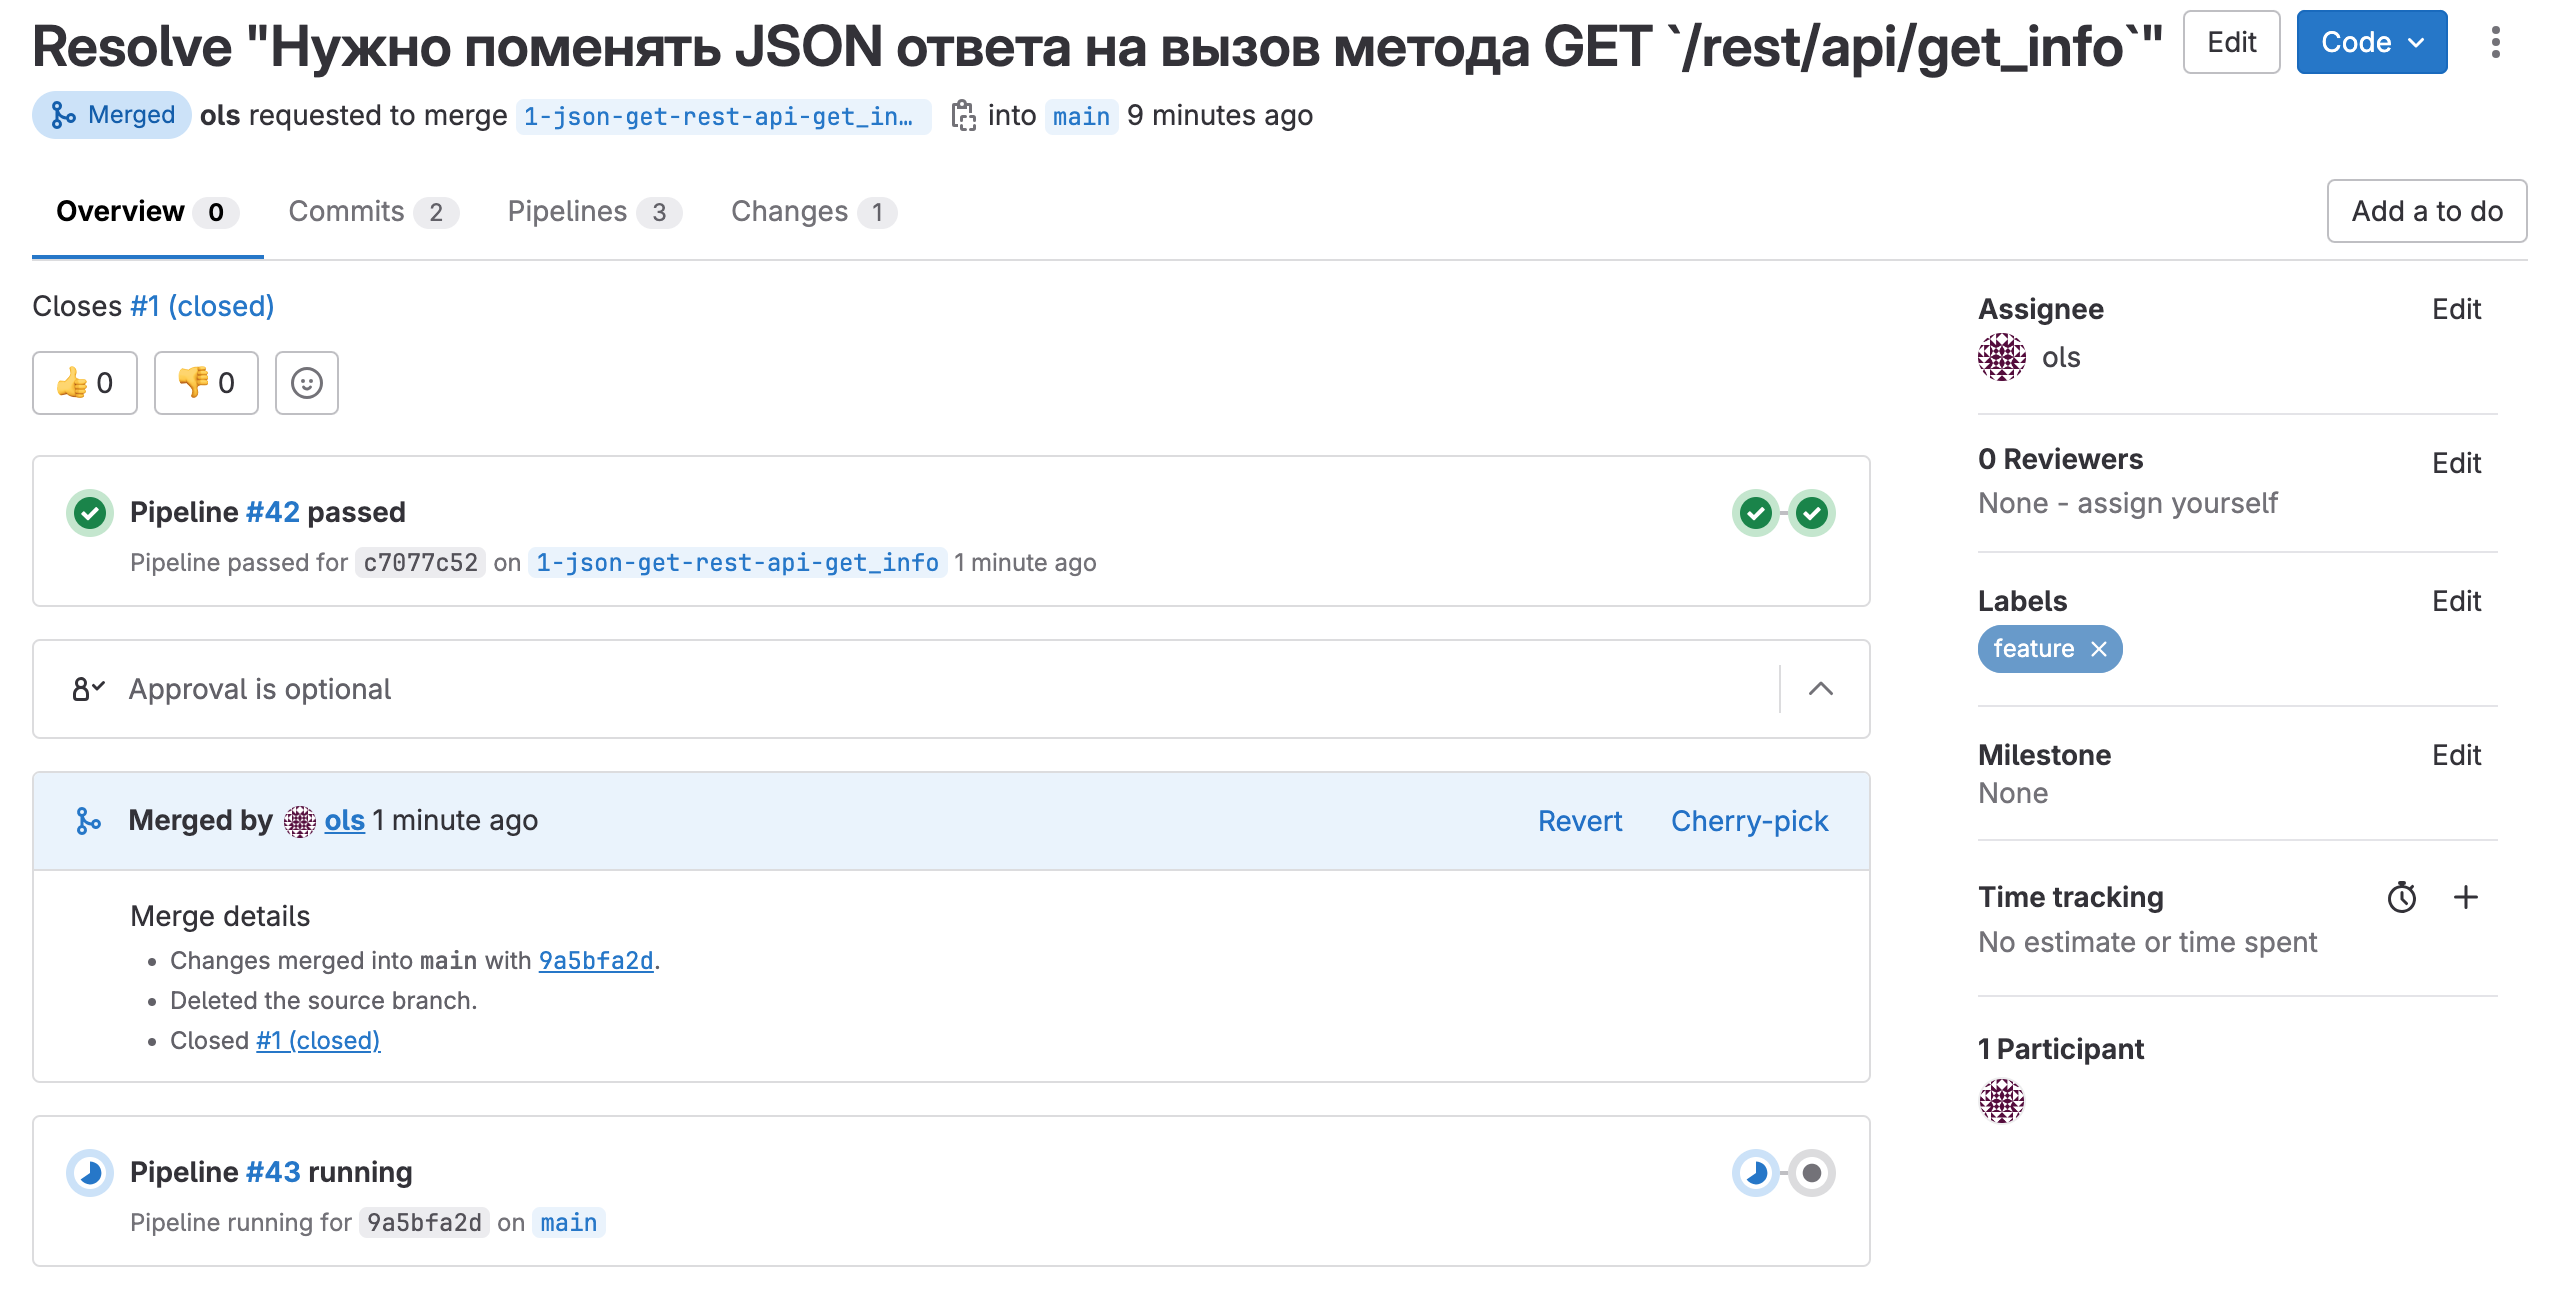 Resolve "Нужно поменять JSON ответа на вызов метода GET `/rest/api/get_info`" Edit Code
Merged ols requested to merge 1-json-get-rest-api-get_in… into main 9 minutes ago
Overview 0 Commits 2 Pipelines 3 Changes 1 Add a to do
Closes #1 (closed)
👍 0 👎 0
Pipeline #42 passed
Pipeline passed for c7077c52 on 1-json-get-rest-api-get_info 1 minute ago
Approval is optional
Merged by ols 1 minute ago Revert Cherry-pick
Merge details
• Changes merged into main with 9a5bfa2d.
• Deleted the source branch.
• Closed #1 (closed)
Pipeline #43 running
Pipeline running for 9a5bfa2d on main
Assignee Edit
ols
0 Reviewers Edit
None - assign yourself
Labels Edit
feature ×
Milestone Edit
None
Time tracking +
No estimate or time spent
1 Participant